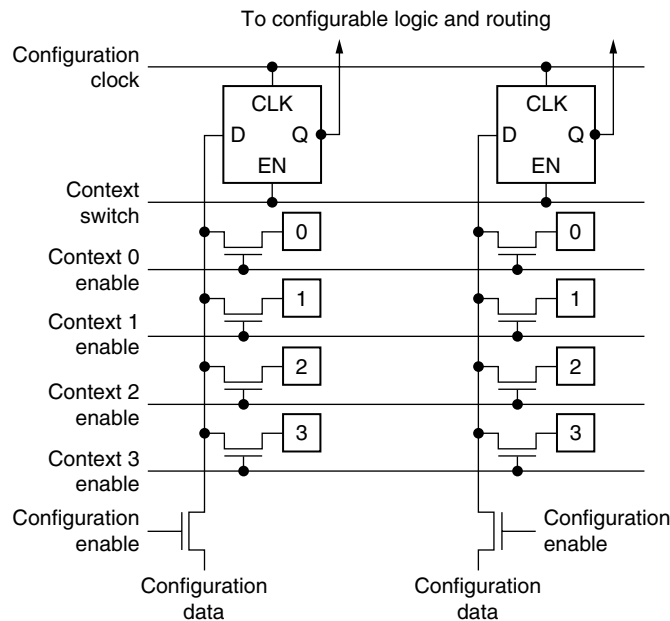 To configurable logic and routing
Configuration
clock
CLK
CLK
D
Q
D
Q
EN
EN
Context
switch
0
0
Context 0
enable
1
1
Context 1
enable
2
2
Context 2
enable
3
3
Context 3
enable
Configuration
enable
Configuration
enable
Configuration
data
Configuration
data